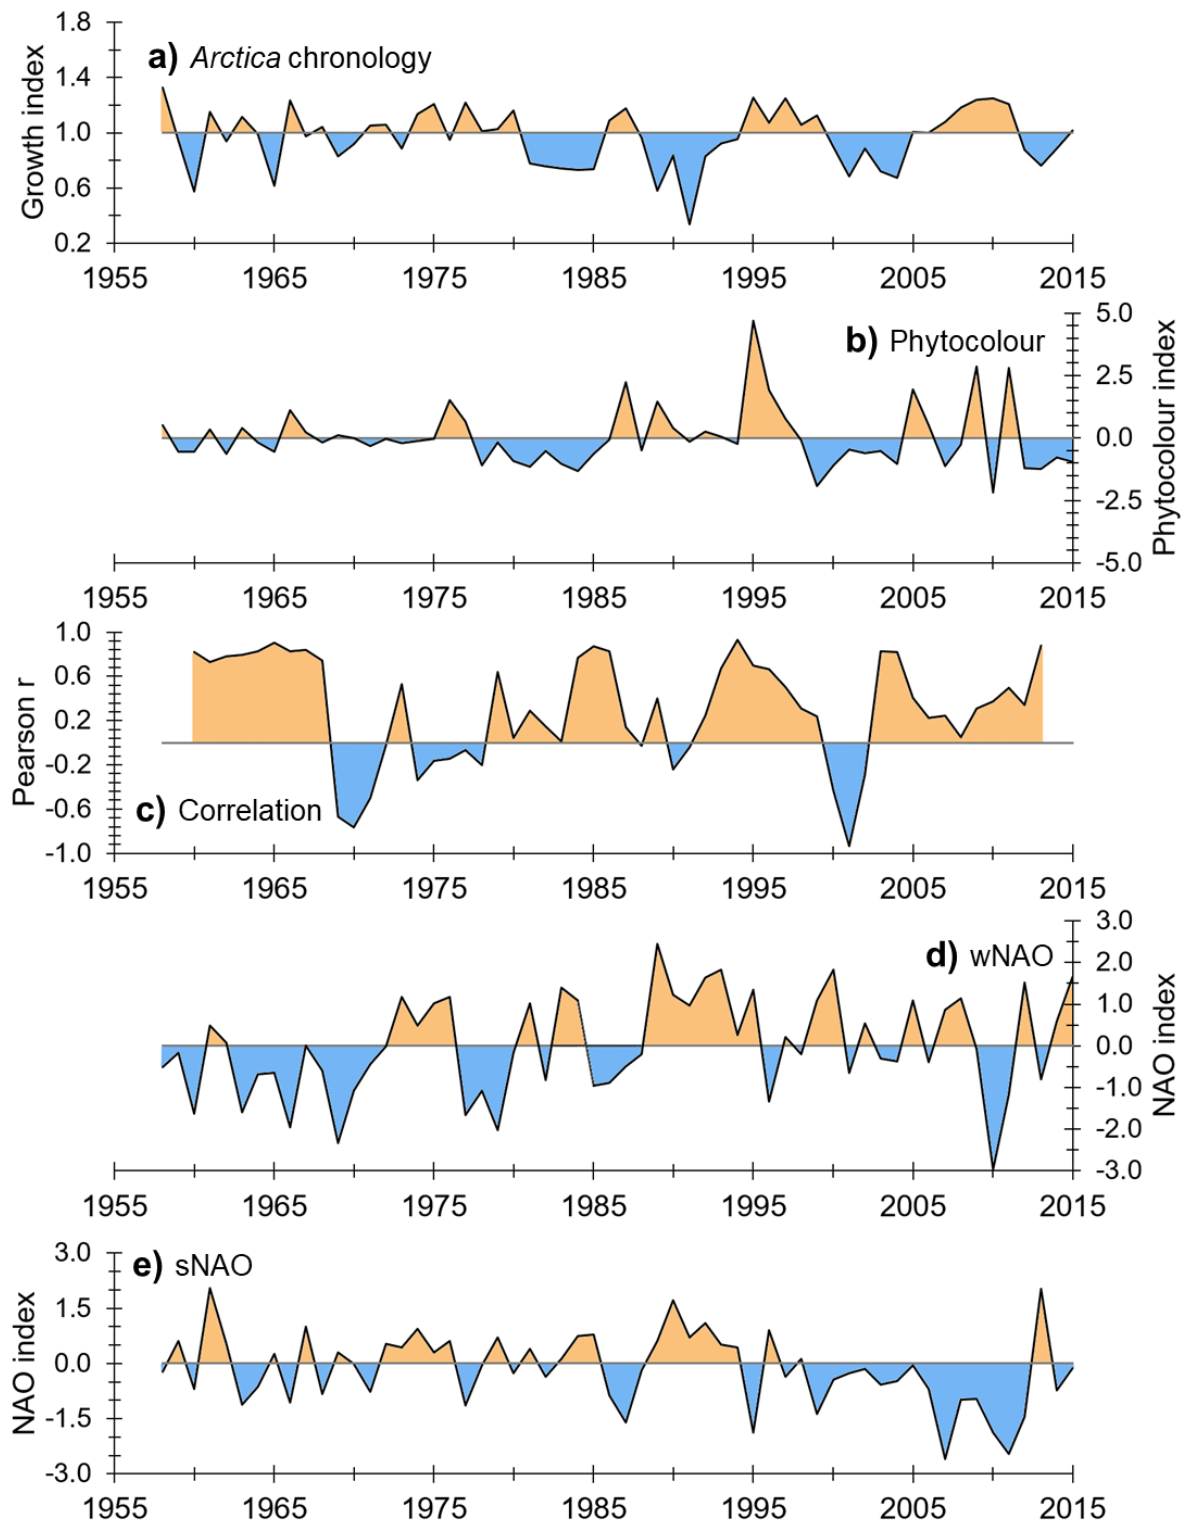 1.8
a) Arctica chronology
1.4
1.0
0.6
0.2
Growth index
1955 1965 1975 1985 1995 2005 2015
5.0
b) Phytocolour
2.5
0.0
-2.5
-5.0
Phytocolour index
1955 1965 1975 1985 1995 2005 2015
1.0
0.6
0.2
-0.2
-0.6
-1.0
Pearson r
c) Correlation
1955 1965 1975 1985 1995 2005 2015
3.0
d) wNAO
2.0
1.0
0.0
-1.0
-2.0
-3.0
NAO index
1955 1965 1975 1985 1995 2005 2015
3.0
e) sNAO
1.5
0.0
-1.5
-3.0
NAO index
1955 1965 1975 1985 1995 2005 2015